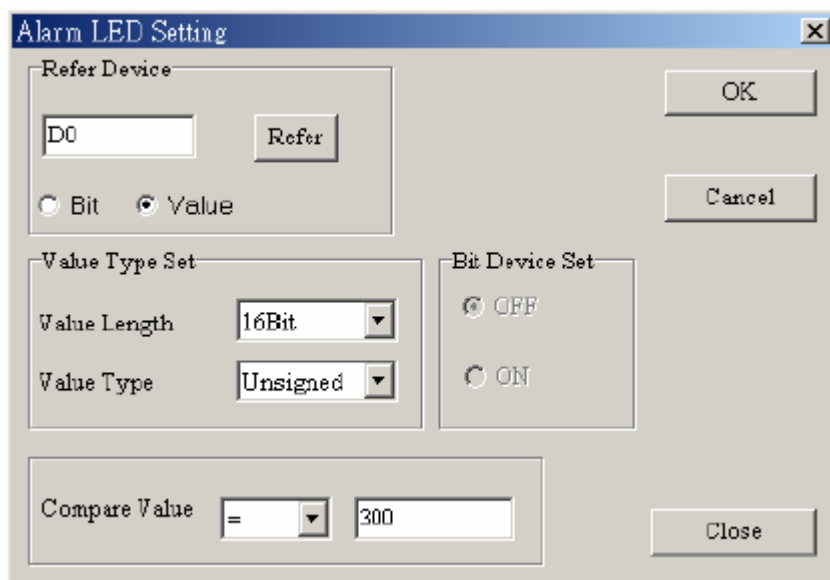 Alarm LED Setting
Refer Device
D0
Refer
Bit
Value
OK
Cancel
Value Type Set
Value Length
16Bit
Value Type
Unsigned
Bit Device Set
OFF
ON
Compare Value
=
300
Close